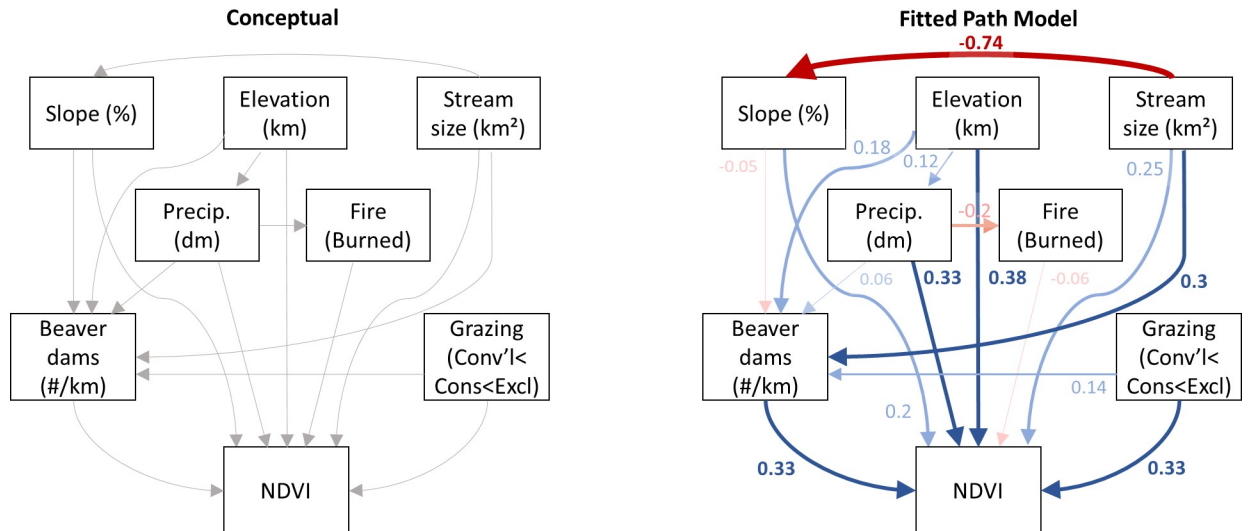 Conceptual
Slope (%)
Elevation
(km)
Stream
size (km²)
Precip.
(dm)
Fire
(Burned)
Beaver
dams
(#/km)
Grazing
(Conv'l<
Cons<Excl)
NDVI
Fitted Path Model
-0.74
Slope (%)
Elevation
(km)
Stream
size (km²)
-0.05
0.18
0.12
0.25
Precip.
(dm)
-0.2
Fire
(Burned)
0.06
0.33
0.38
-0.06
0.3
Beaver
dams
(#/km)
Grazing
(Conv'l<
Cons<Excl)
0.14
0.2
0.33
NDVI
0.33